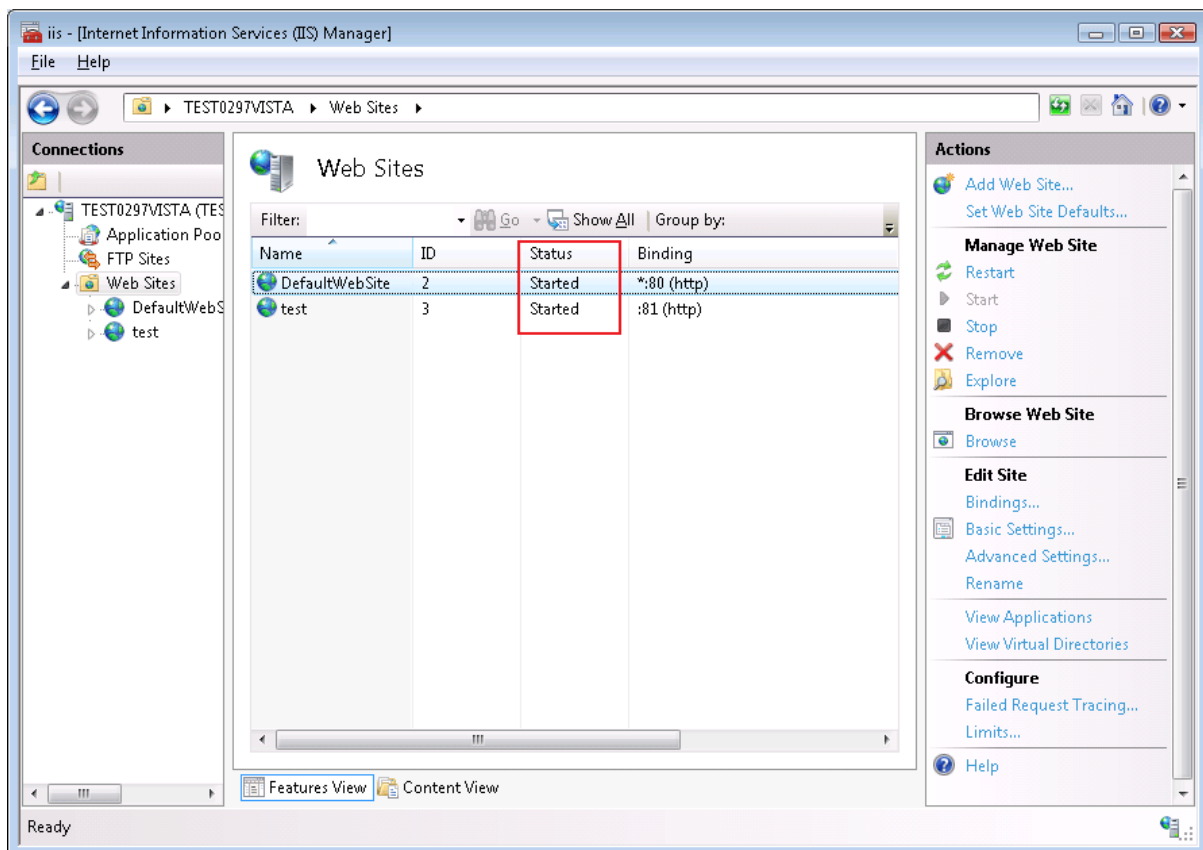 iis - [Internet Information Services (IIS) Manager]
File Help
TEST0297VISTA Web Sites
Connections
TEST0297VISTA (TES
Application Poo
FTP Sites
Web Sites
DefaultWebS
test
Web Sites
Filter: Go Show All Group by:
Name ID Status Binding
DefaultWebSite 2 Started *:80 (http)
test 3 Started :81 (http)
Features View Content View
Actions
Add Web Site...
Set Web Site Defaults...
Manage Web Site
Restart
Start
Stop
Remove
Explore
Browse Web Site
Browse
Edit Site
Bindings...
Basic Settings...
Advanced Settings...
Rename
View Applications
View Virtual Directories
Configure
Failed Request Tracing...
Limits...
Help
Ready